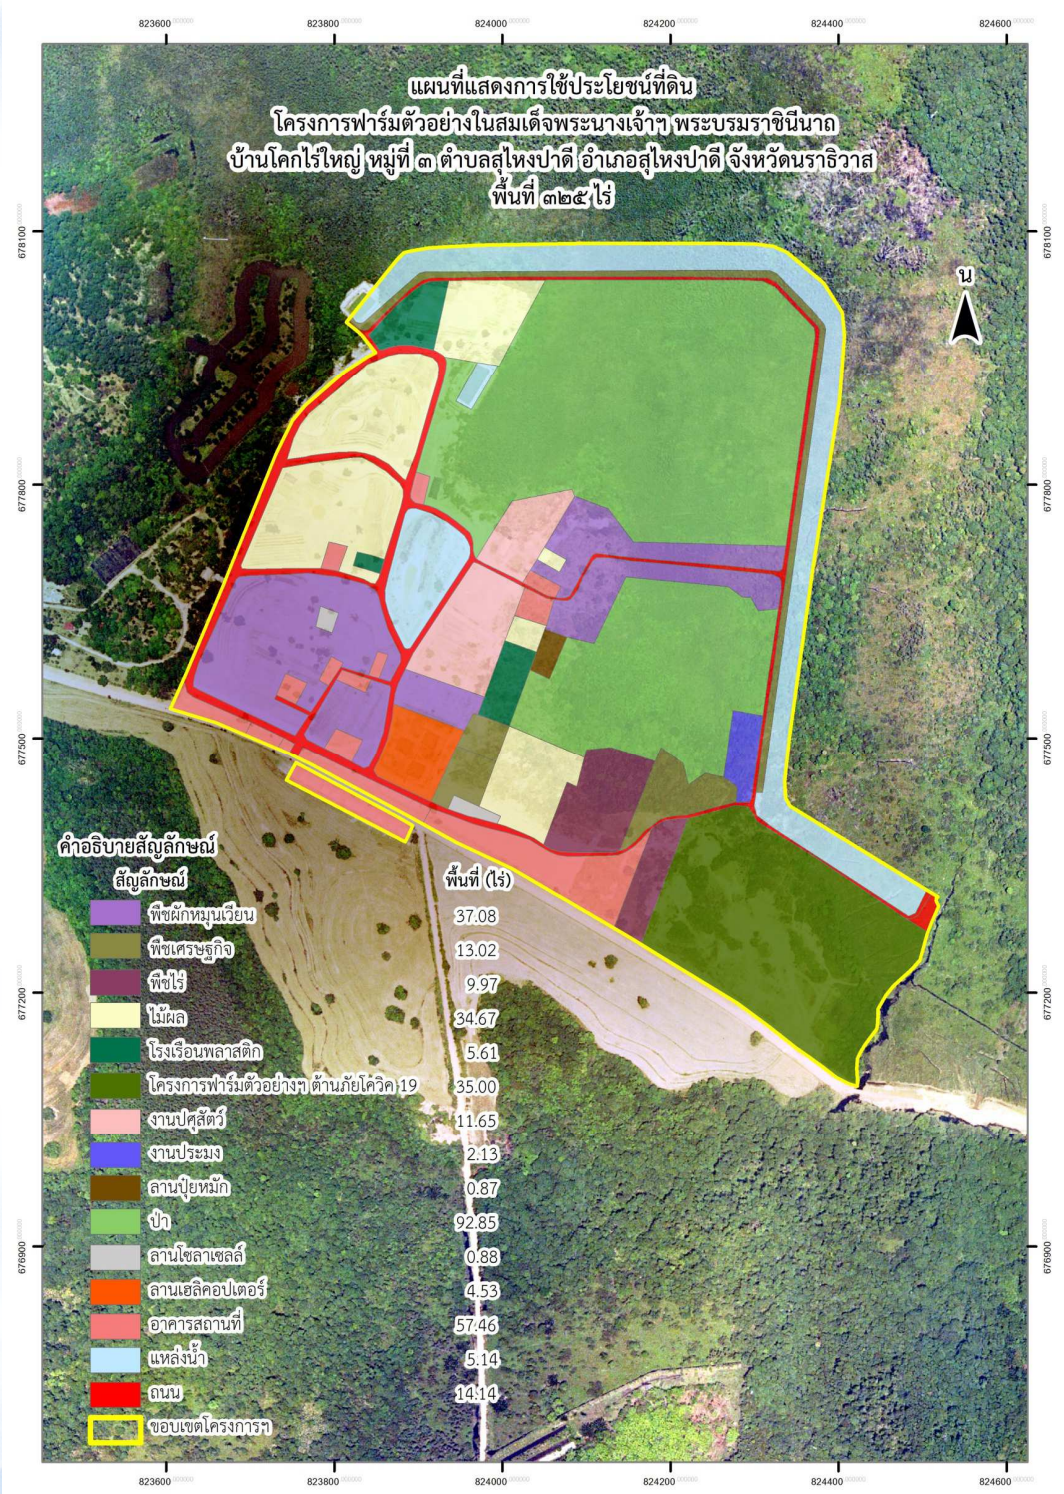 823600 823800 824000 824200 824400 824600
แผนที่แสดงการใช้ประโยชน์ที่ดิน
โครงการฟาร์มตัวอย่างในสมเด็จพระนางเจ้าฯ พระบรมราชินีนาถ
บ้านโคกไร่ใหญ่ หมู่ที่ ๓ ตำบลสุไหงปาดี อำเภอสุไหงปาดี จังหวัดนราธิวาส
พื้นที่ ๓๒๕ ไร่
678100 678100
น
677800 677800
677500 677500
คำอธิบายสัญลักษณ์
สัญลักษณ์ พื้นที่ (ไร่)
พืชผักหมุนเวียน 37.08
พืชเศรษฐกิจ 13.02
พืชไร่ 9.97
677200 677200
ไม้ผล 34.67
โรงเรือนพลาสติก 5.61
โครงการฟาร์มตัวอย่างฯ ต้านภัยโควิค-19 35.00
งานปศุสัตว์ 11.65
งานประมง 2.13
ลานปุ๋ยหมัก 0.87
ป่า 92.85
676900 676900
ลานโซลาเซลล์ 0.88
ลานเฮลิคอปเตอร์ 4.53
อาคารสถานที่ 57.46
แหล่งน้ำ 5.14
ถนน 14.14
ขอบเขตโครงการฯ
823600 823800 824000 824200 824400 824600